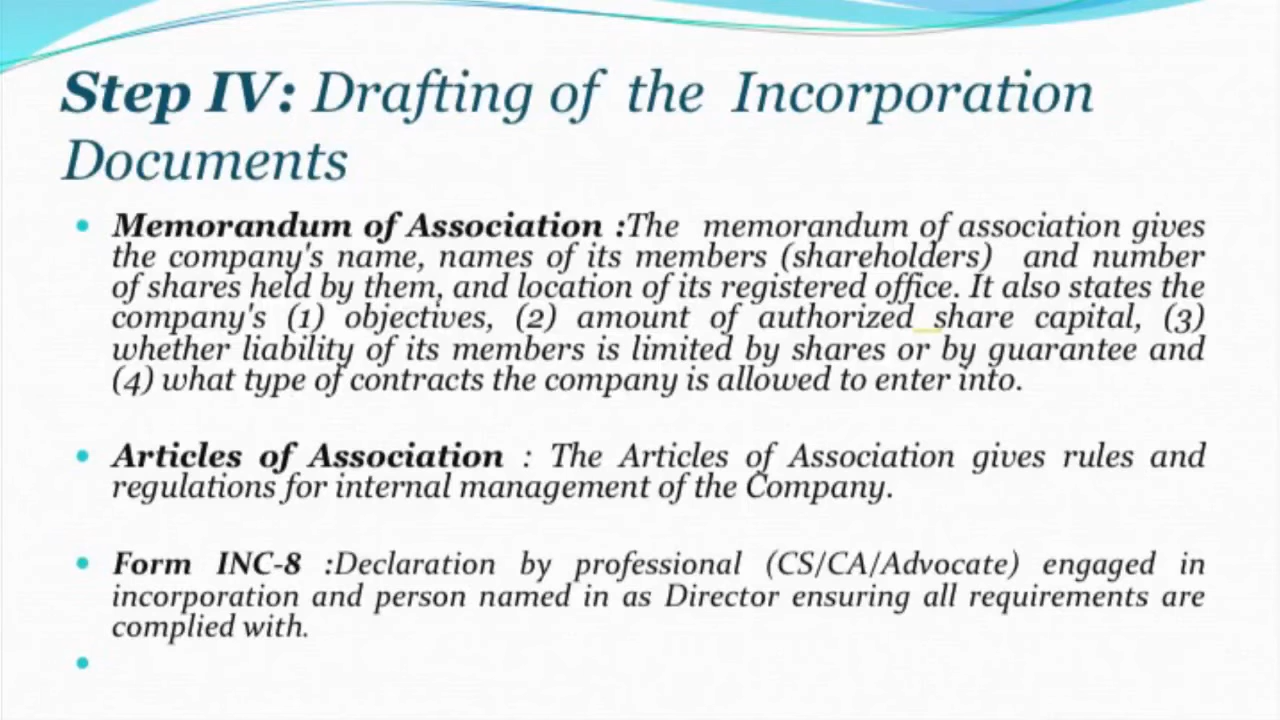 Step IV: Drafting of the Incorporation
Documents
Memorandum of Association :The memorandum of association gives
the company's name, names of its members (shareholders) and number
of shares held by them, and location of its registered office. It also states the
company's (1) objectives, (2) amount of authorized share capital, (3)
whether liability of its members is limited by shares or by guarantee and
(4) what type of contracts the company is allowed to enter into.
Articles of Association : The Articles of Association gives rules and
regulations for internal management of the Company.
Form INC-8 :Declaration by professional (CS/CA/Advocate) engaged in
incorporation and person named in as Director ensuring all requirements are
complied with.